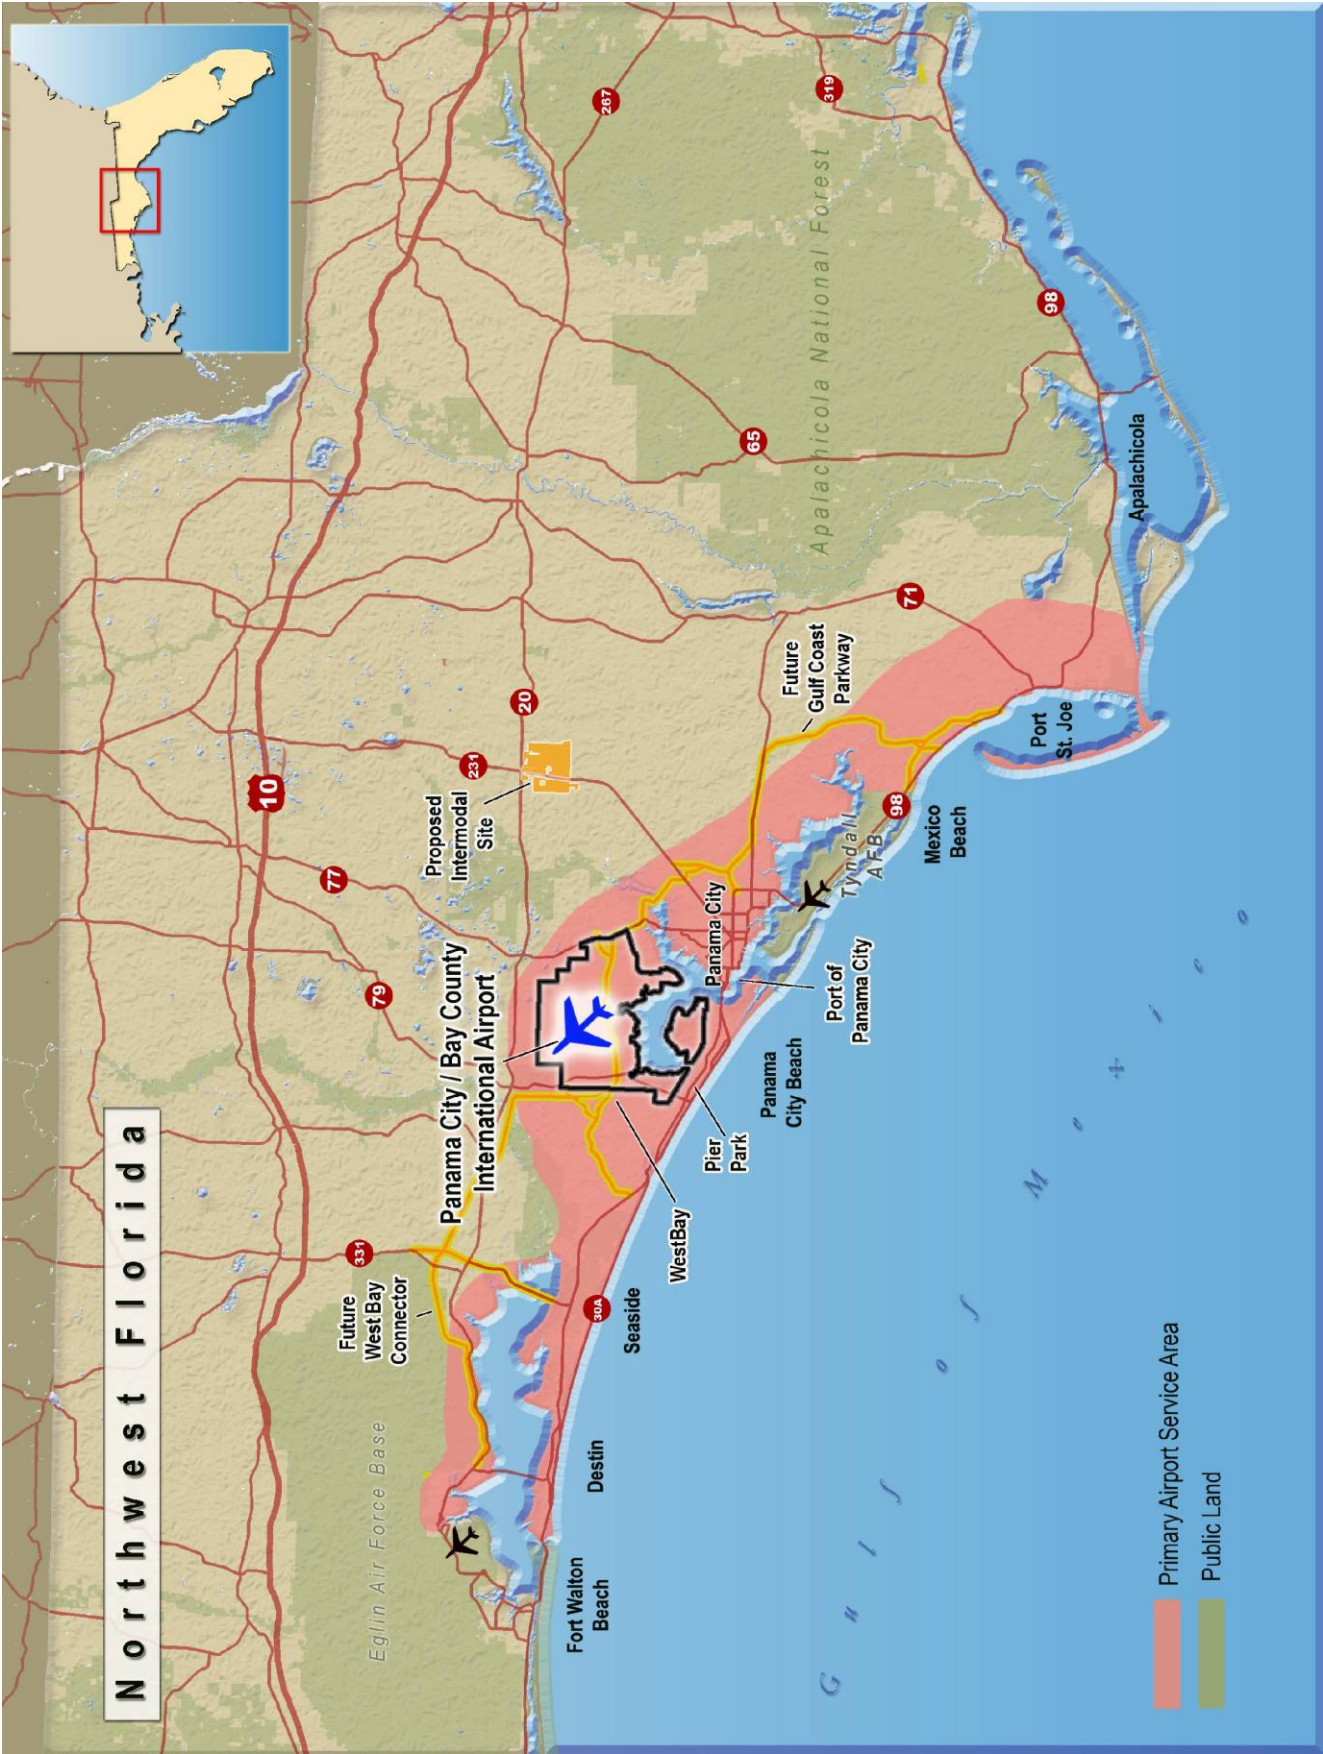 Northwest Florida
10
331
79
77
231
20
267
319
65
71
98
98
30A
Eglin Air Force Base
Apalachicola National Forest
Tyndall
AFB
Future
West Bay
Connector
Panama City / Bay County
International Airport
Proposed
Intermodal
Site
Future
Gulf Coast
Parkway
Fort Walton
Beach
Destin
Seaside
WestBay
Pier
Park
Panama
City Beach
Panama City
Port of
Panama City
Mexico
Beach
Port
St. Joe
Apalachicola
Gulf of Mexico
Primary Airport Service Area
Public Land